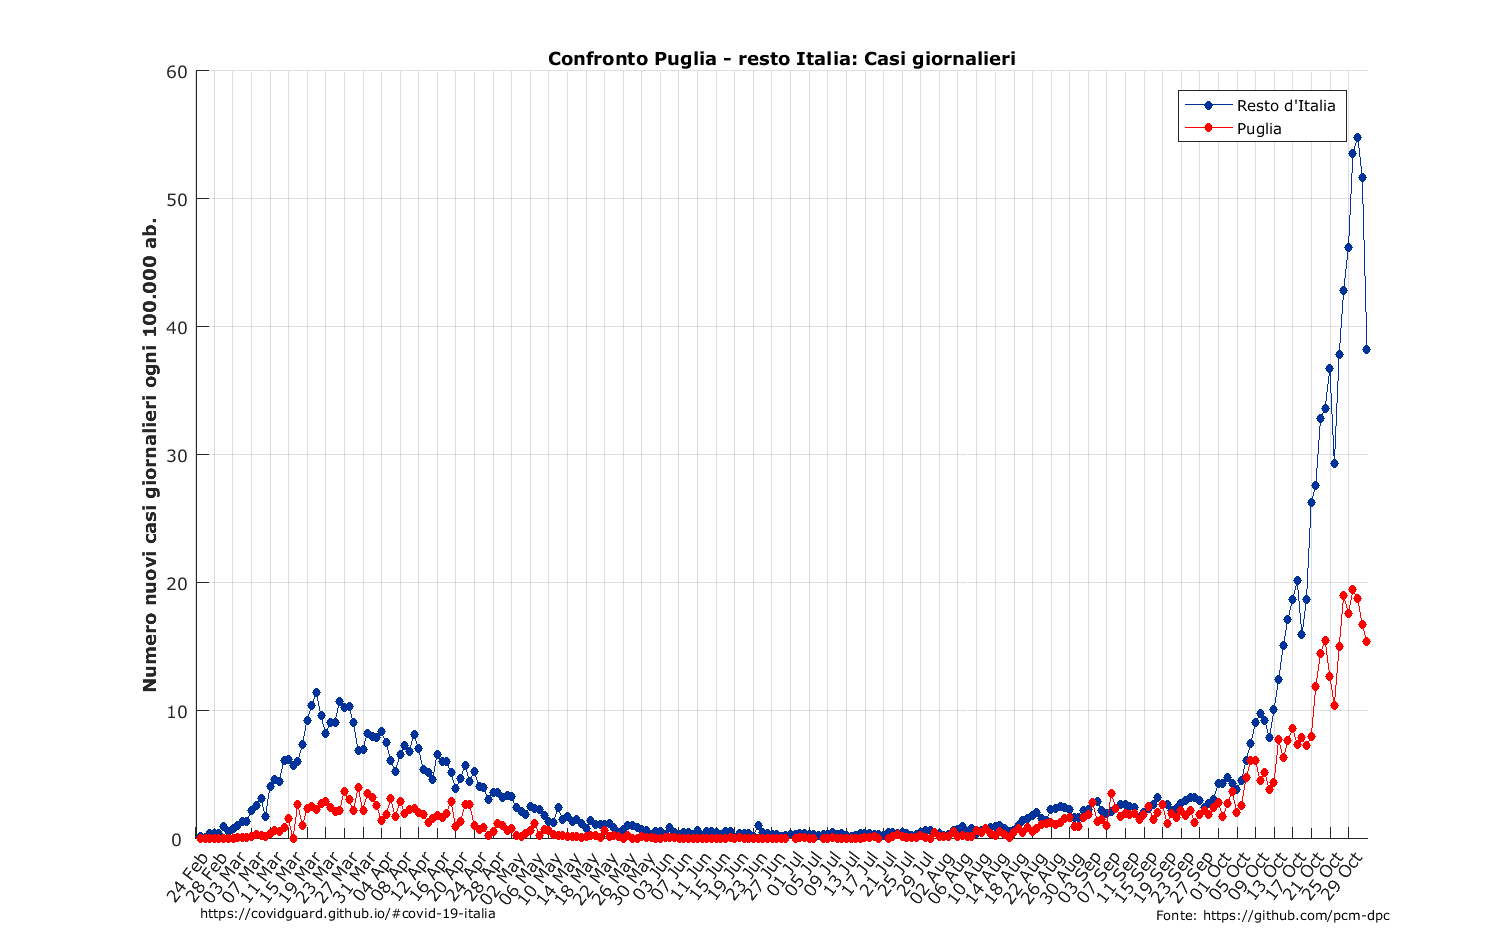 Confronto Puglia - resto Italia: Casi giornalieri
Numero nuovi casi giornalieri ogni 100.000 ab.
60
50
40
30
20
10
0
Resto d'Italia
Puglia
24 Feb
28 Feb
03 Mar
07 Mar
11 Mar
15 Mar
19 Mar
23 Mar
27 Mar
31 Mar
04 Apr
08 Apr
12 Apr
16 Apr
20 Apr
24 Apr
28 Apr
02 May
06 May
10 May
14 May
18 May
22 May
26 May
30 May
03 Jun
07 Jun
11 Jun
15 Jun
19 Jun
23 Jun
27 Jun
01 Jul
05 Jul
09 Jul
13 Jul
17 Jul
21 Jul
25 Jul
29 Jul
02 Aug
06 Aug
10 Aug
14 Aug
18 Aug
22 Aug
26 Aug
30 Aug
03 Sep
07 Sep
11 Sep
15 Sep
19 Sep
23 Sep
27 Sep
01 Oct
05 Oct
09 Oct
13 Oct
17 Oct
21 Oct
25 Oct
29 Oct
https://covidguard.github.io/#covid-19-italia
Fonte: https://github.com/pcm-dpc